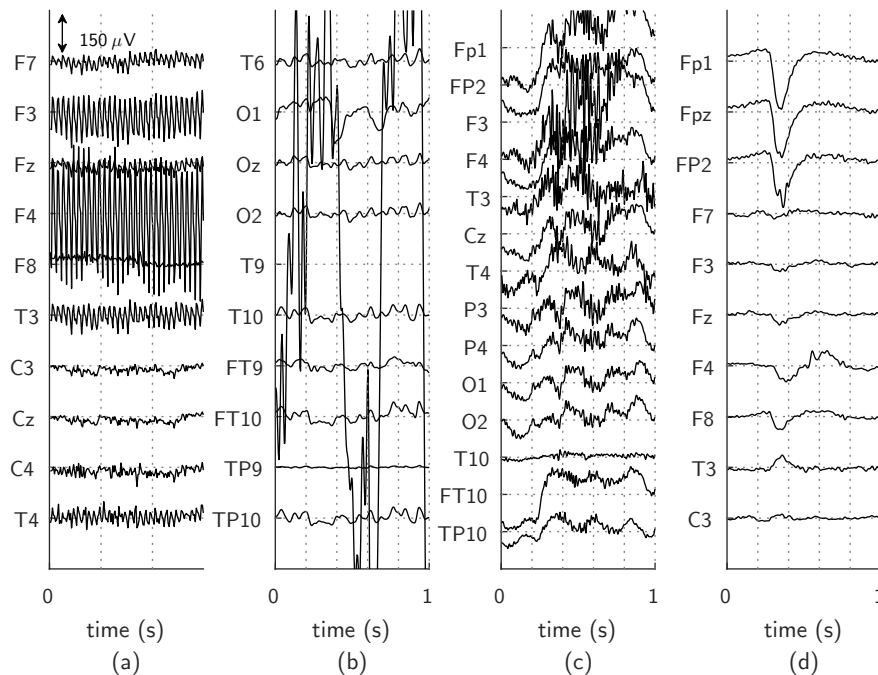 150 μV
F7
F3
Fz
F4
F8
T3
C3
Cz
C4
T4
0
time (s)
(a)
T6
O1
Oz
O2
T9
T10
FT9
FT10
TP9
TP10
0 1
time (s)
(b)
Fp1
FP2
F3
F4
T3
Cz
T4
P3
P4
O1
O2
T10
FT10
TP10
0 1
time (s)
(c)
Fp1
Fpz
FP2
F7
F3
Fz
F4
F8
T3
C3
0 1
time (s)
(d)